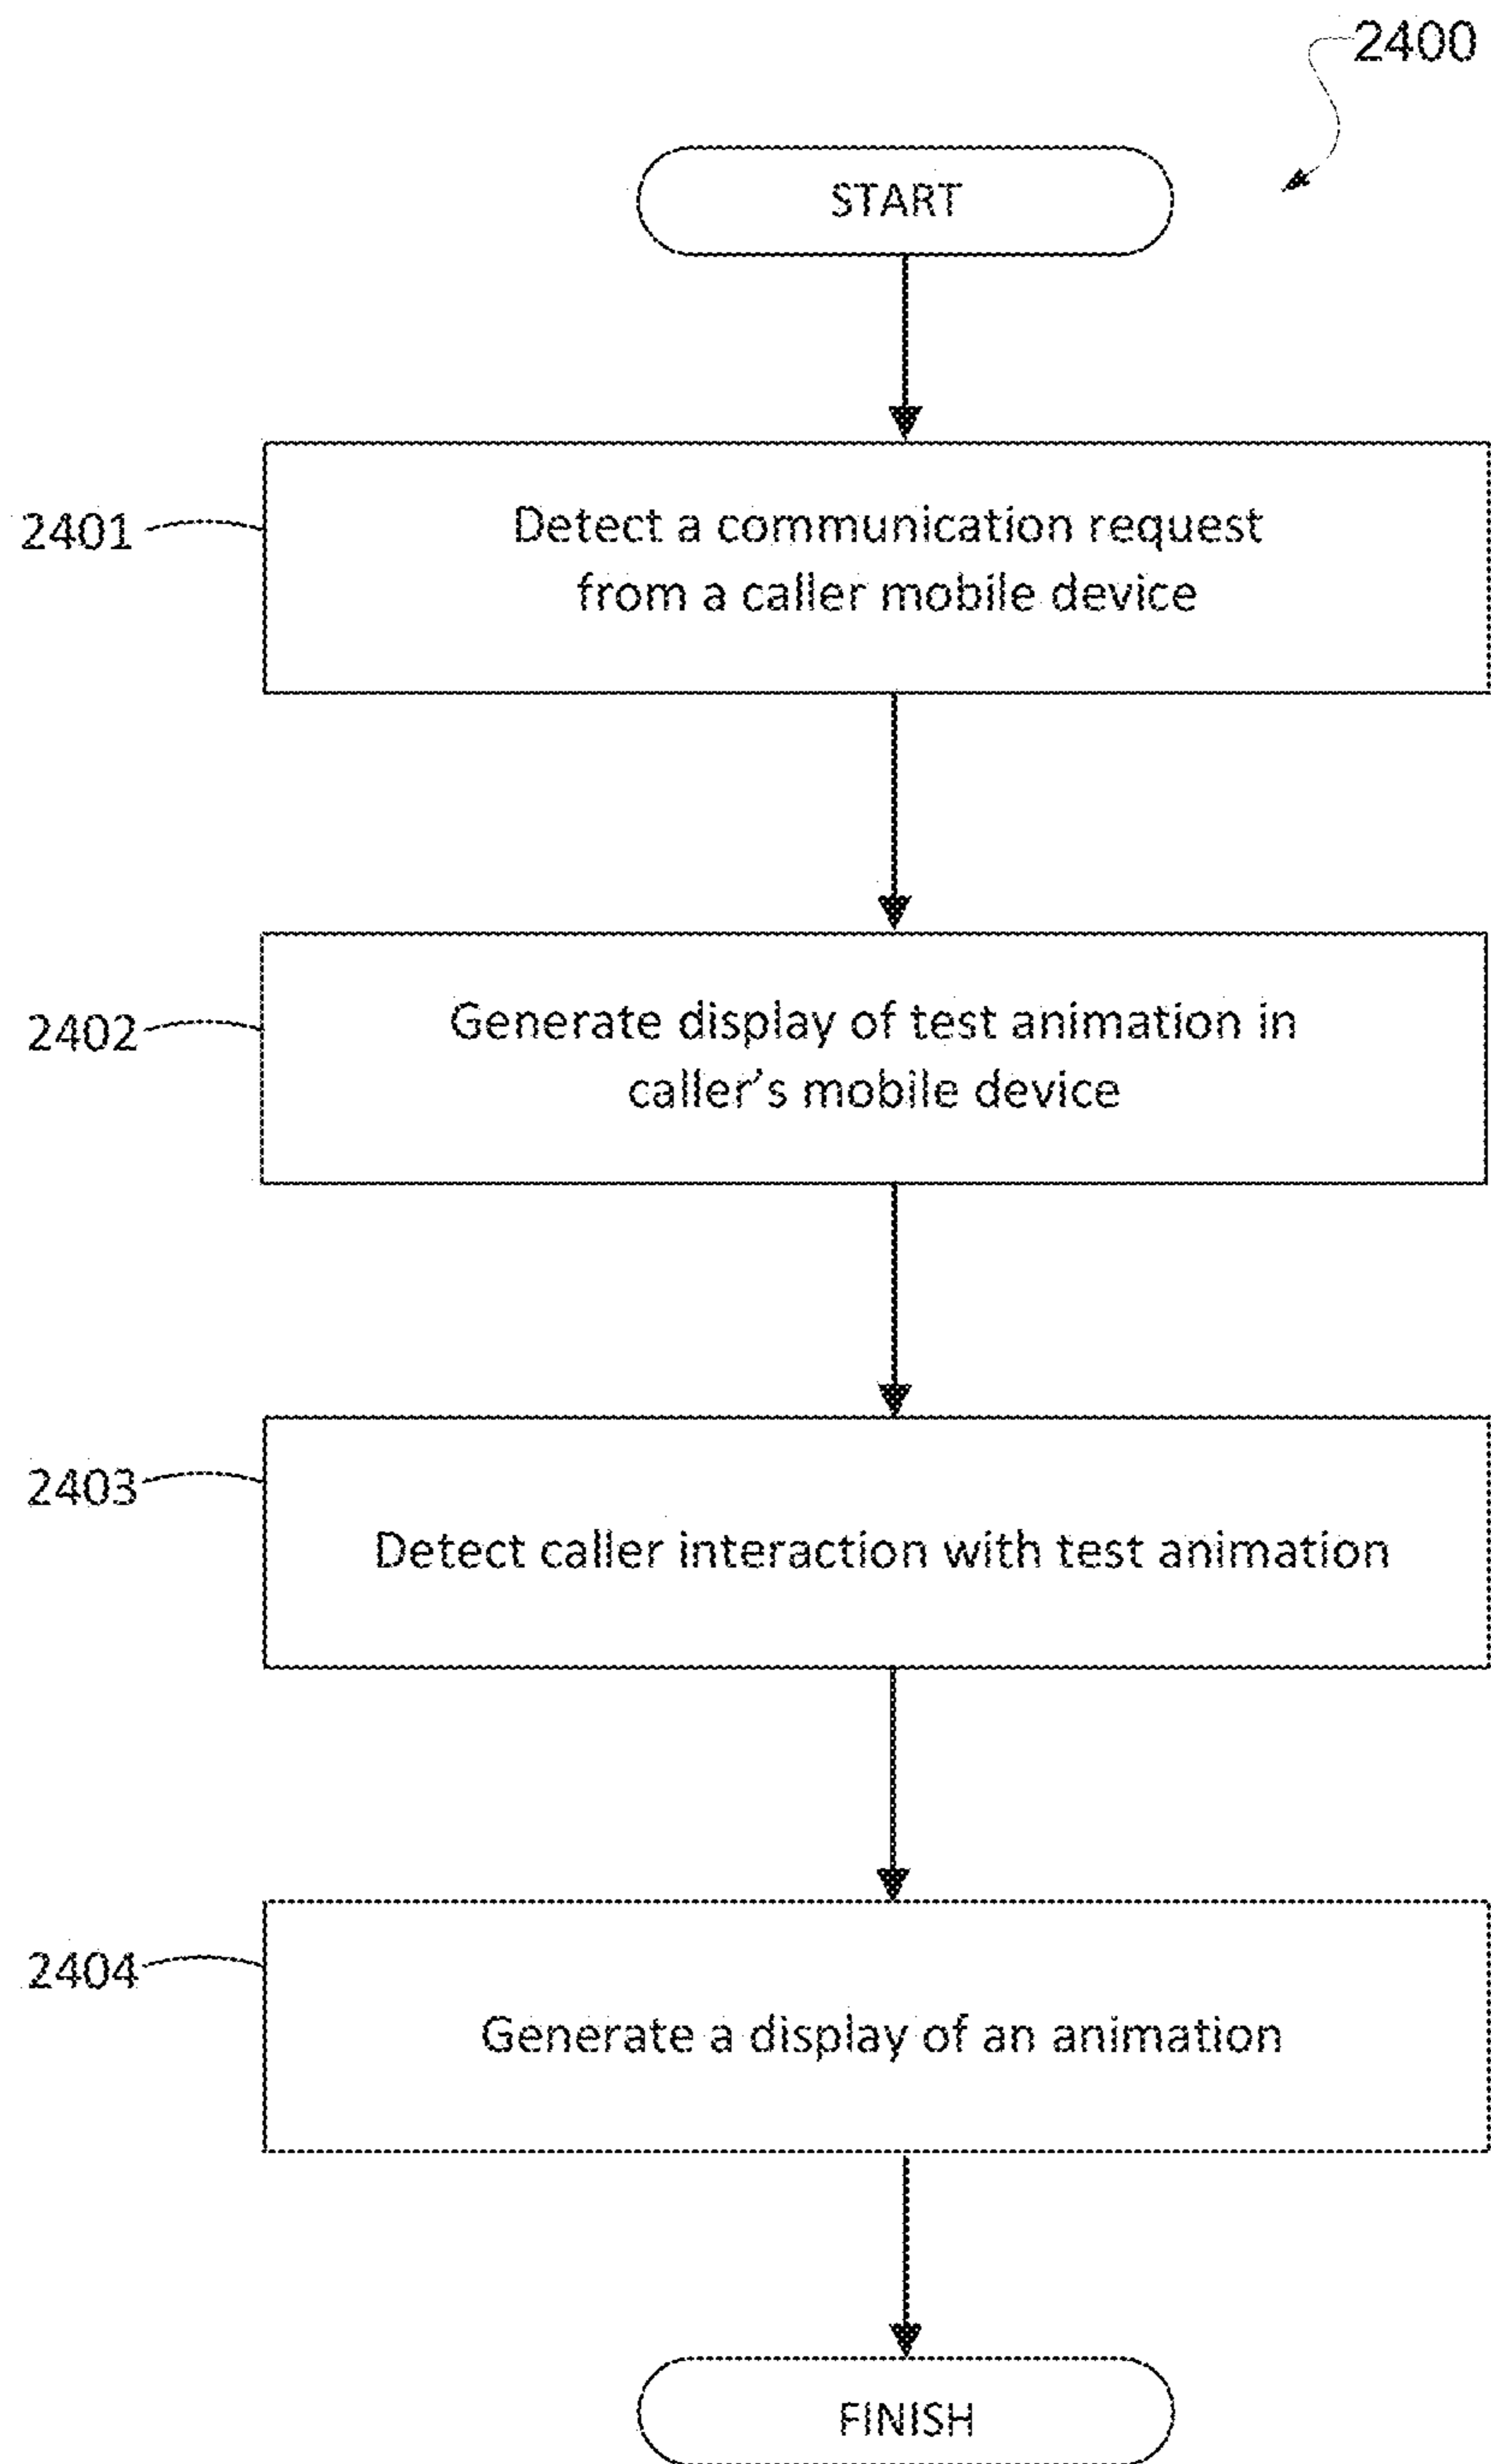 2400
START
2401
Detect a communication request
from a caller mobile device
2402
Generate display of test animation in
caller's mobile device
2403
Detect caller interaction with test animation
2404
Generate a display of an animation
FINISH